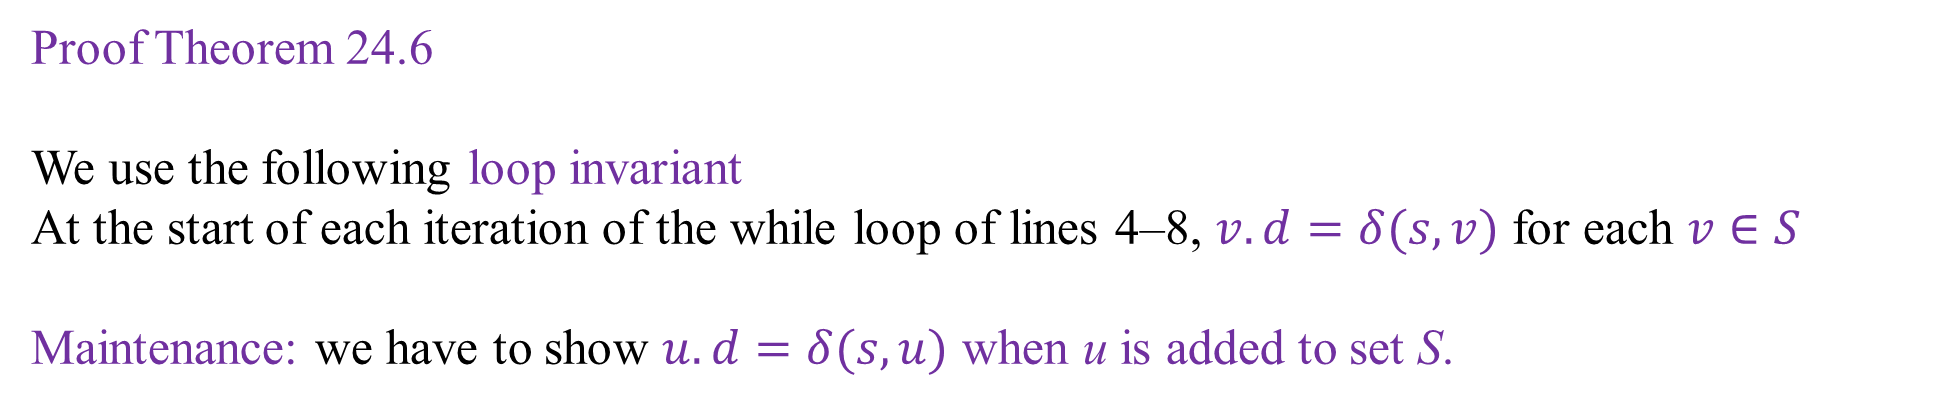 Proof Theorem 24.6
We use the following loop invariant
At the start of each iteration of the while loop of lines 4–8, 𝑣.𝑑 = 𝛿(𝑠,𝑣) for each 𝑣 ∈ 𝑆
Maintenance: we have to show 𝑢.𝑑 = 𝛿(𝑠,𝑢) when u is added to set S.